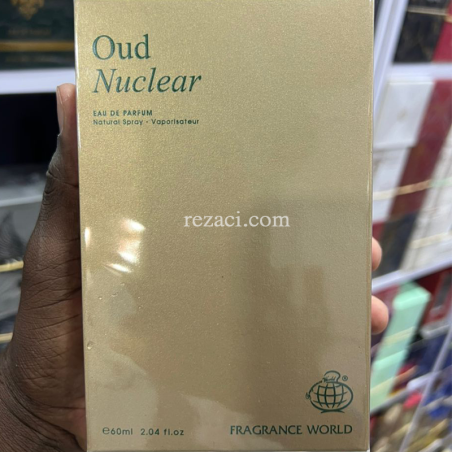 Oud
Nuclear
EAU DE PARFUM
Natural Spray - Vaporisateur
rezaci.com
℮60ml 2.04 fl.oz
FRAGRANCE WORLD